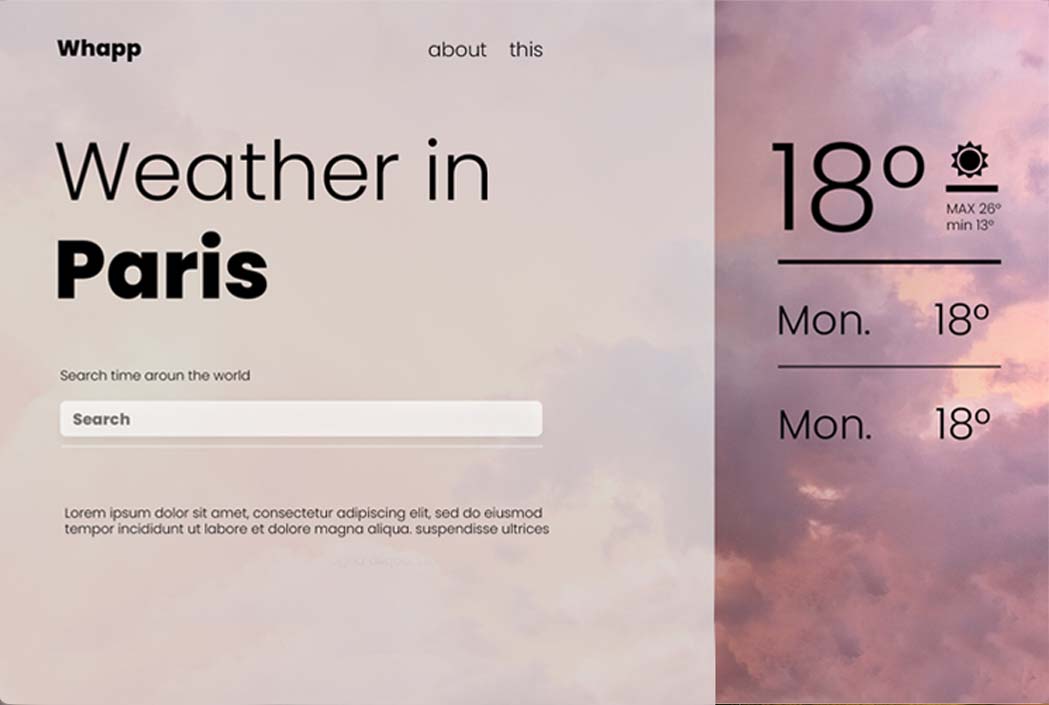 Whapp
about this
Weather in
Paris
Search time aroun the world
Search
Lorem ipsum dolor sit amet, consectetur adipiscing elit, sed do eiusmod
tempor incididunt ut labore et dolore magna aliqua. suspendisse ultrices
18º
MAX 26º
min 13º
Mon. 18º
Mon. 18º